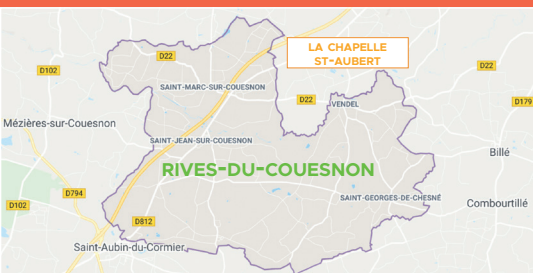 LA CHAPELLE
ST-AUBERT
D22
D102
D22
SAINT-MARC-SUR-COUESNON
D22
D179
VENDEL
Mézières-sur-Couesnon
SAINT-JEAN-SUR-COUESNON
Billé
RIVES-DU-COUESNON
D794
SAINT-GEORGES-DE-CHESNÉ
D102
Combourtillé
D812
Saint-Aubin-du-Cormier